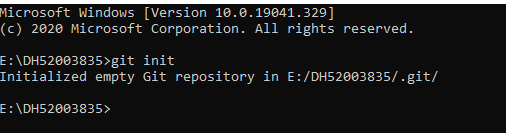 Microsoft Windows [Version 10.0.19041.329]
(c) 2020 Microsoft Corporation. All rights reserved.
E:\DH52003835>git init
Initialized empty Git repository in E:/DH52003835/.git/
E:\DH52003835>